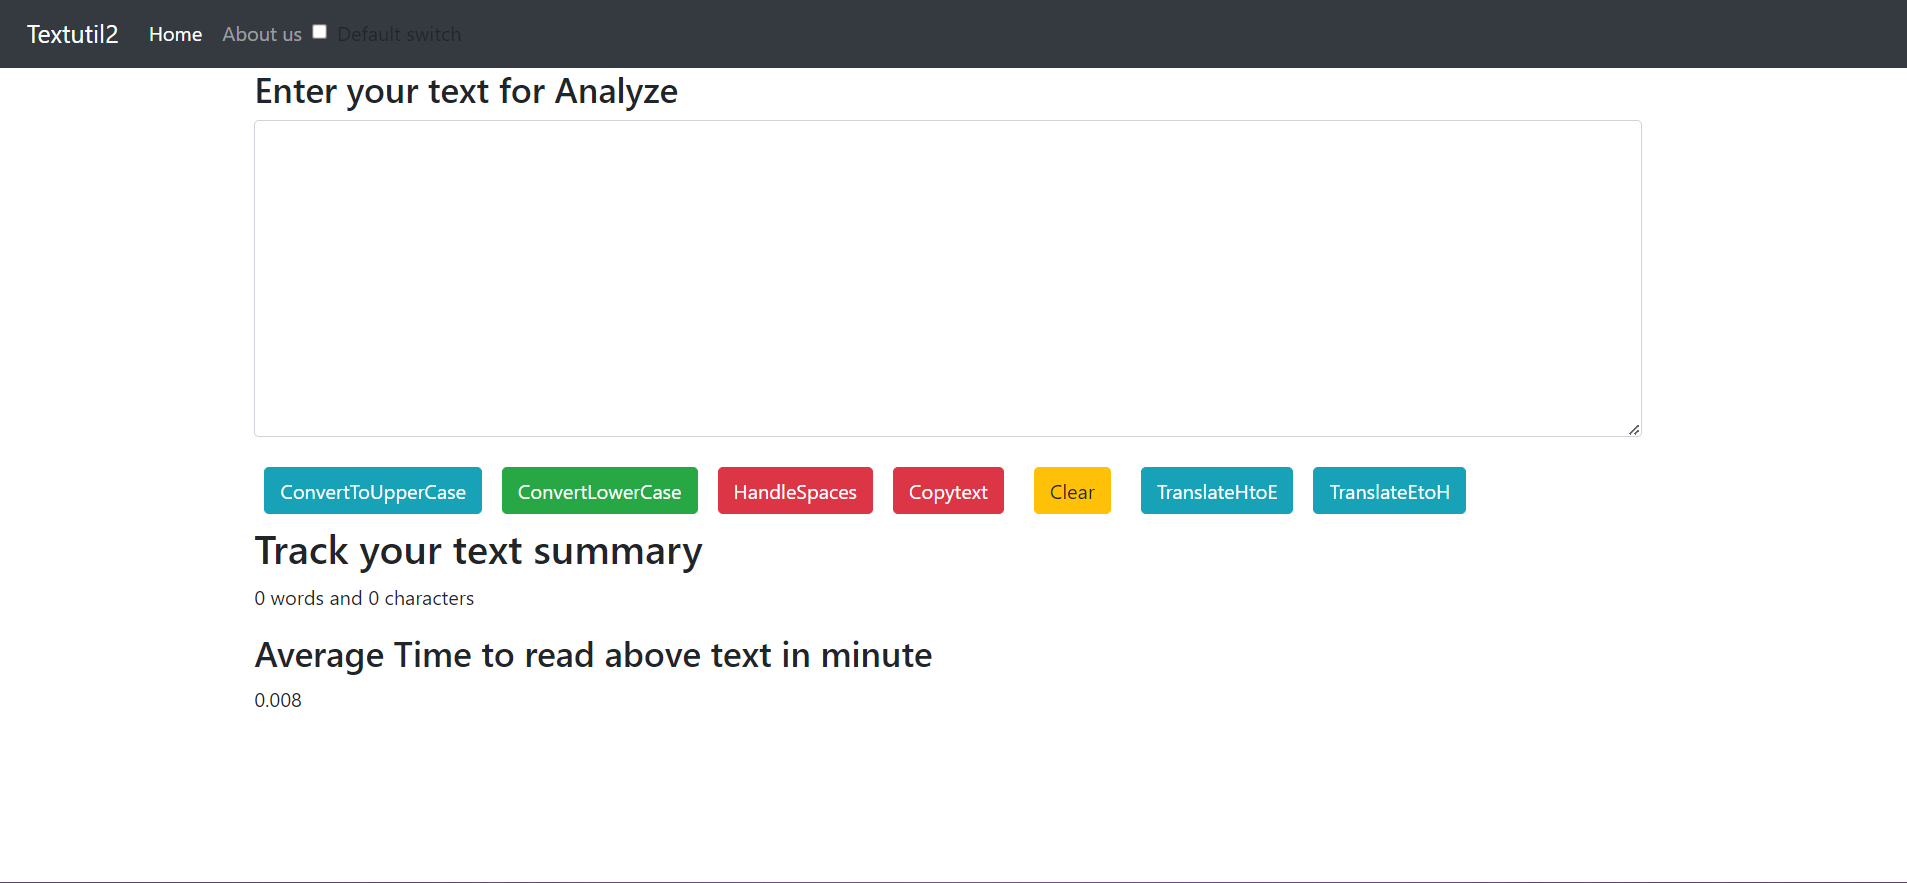 Textutil2 Home About us Default switch
Enter your text for Analyze
ConvertToUpperCase ConvertLowerCase HandleSpaces Copytext Clear TranslateHtoE TranslateEtoH
Track your text summary
0 words and 0 characters
Average Time to read above text in minute
0.008